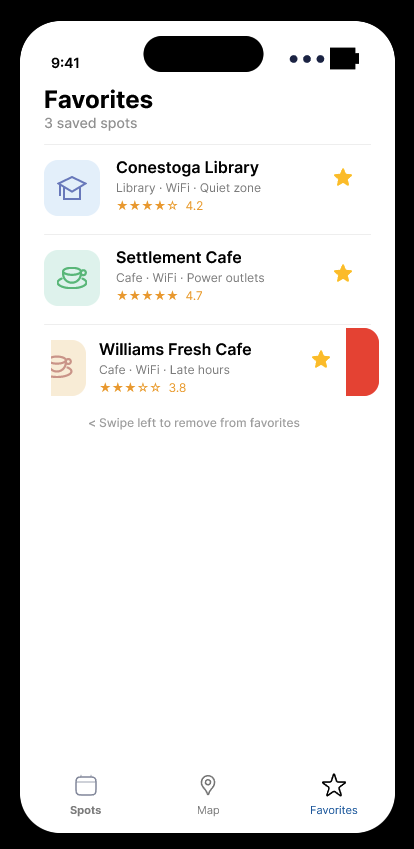 9:41
Favorites
3 saved spots
Conestoga Library
Library · WiFi · Quiet zone
★★★★☆ 4.2
Settlement Cafe
Cafe · WiFi · Power outlets
★★★★★ 4.7
Williams Fresh Cafe
Cafe · WiFi · Late hours
★★★☆☆ 3.8
< Swipe left to remove from favorites
Spots
Map
Favorites